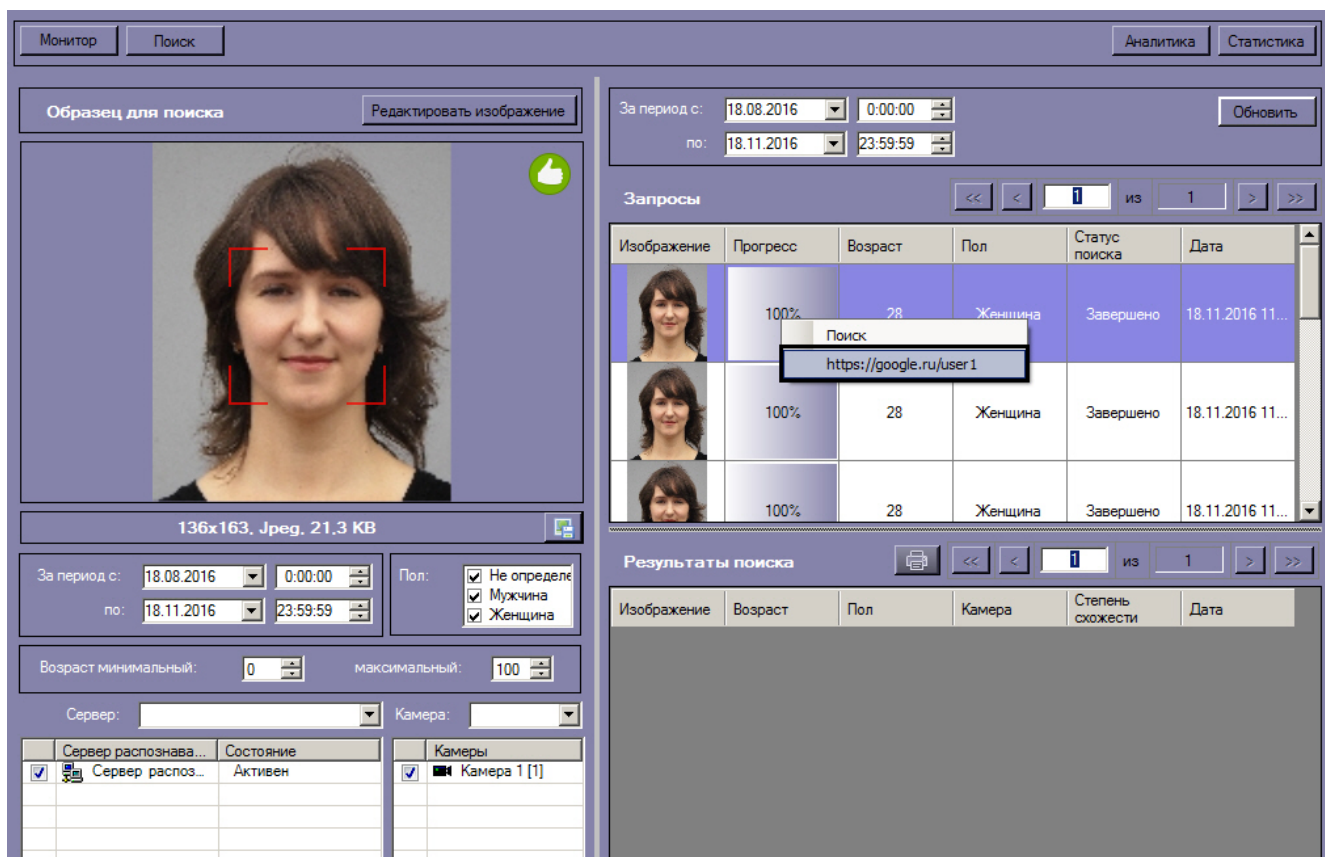 Монитор
Поиск
Аналитика
Статистика
Образец для поиска
Редактировать изображение
136x163, Jpeg, 21,3 KB
За период с: 18.08.2016 0:00:00
по: 18.11.2016 23:59:59
Пол:
Не определе
Мужчина
Женщина
Возраст минимальный: 0 максимальный: 100
Сервер:
Камера:
Сервер распознава... Состояние
Сервер распоз... Активен
Камеры
Камера 1 [1]
За период с: 18.08.2016 0:00:00
по: 18.11.2016 23:59:59
Обновить
Запросы
<< < 1 из 1 > >>
Изображение Прогресс Возраст Пол Статус поиска Дата
100% 28 Женщина Завершено 18.11.2016 11...
Поиск
https://google.ru/user1
100% 28 Женщина Завершено 18.11.2016 11...
100% 28 Женщина Завершено 18.11.2016 11...
Результаты поиска
<< < 1 из 1 > >>
Изображение Возраст Пол Камера Степень схожести Дата